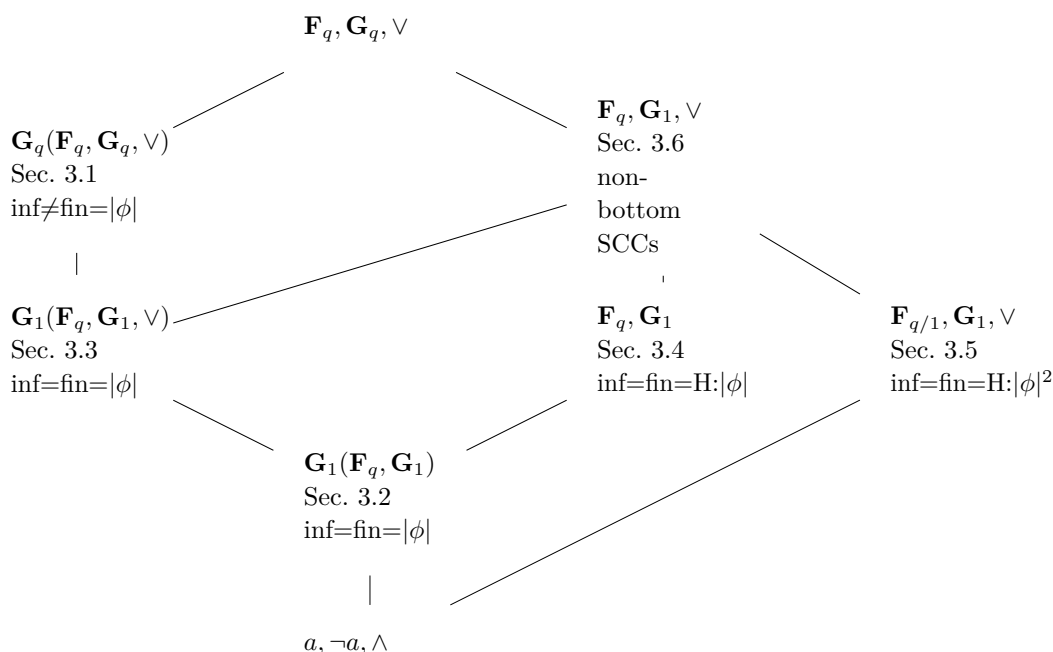 F_q, G_q, ∨
G_q(F_q, G_q, ∨)
Sec. 3.1
inf≠fin=|ϕ|
F_q, G_1, ∨
Sec. 3.6
non-
bottom
SCCs
G_1(F_q, G_1, ∨)
Sec. 3.3
inf=fin=|ϕ|
F_q, G_1
Sec. 3.4
inf=fin=H:|ϕ|
F_{q/1}, G_1, ∨
Sec. 3.5
inf=fin=H:|ϕ|²
G_1(F_q, G_1)
Sec. 3.2
inf=fin=|ϕ|
a, ¬a, ∧